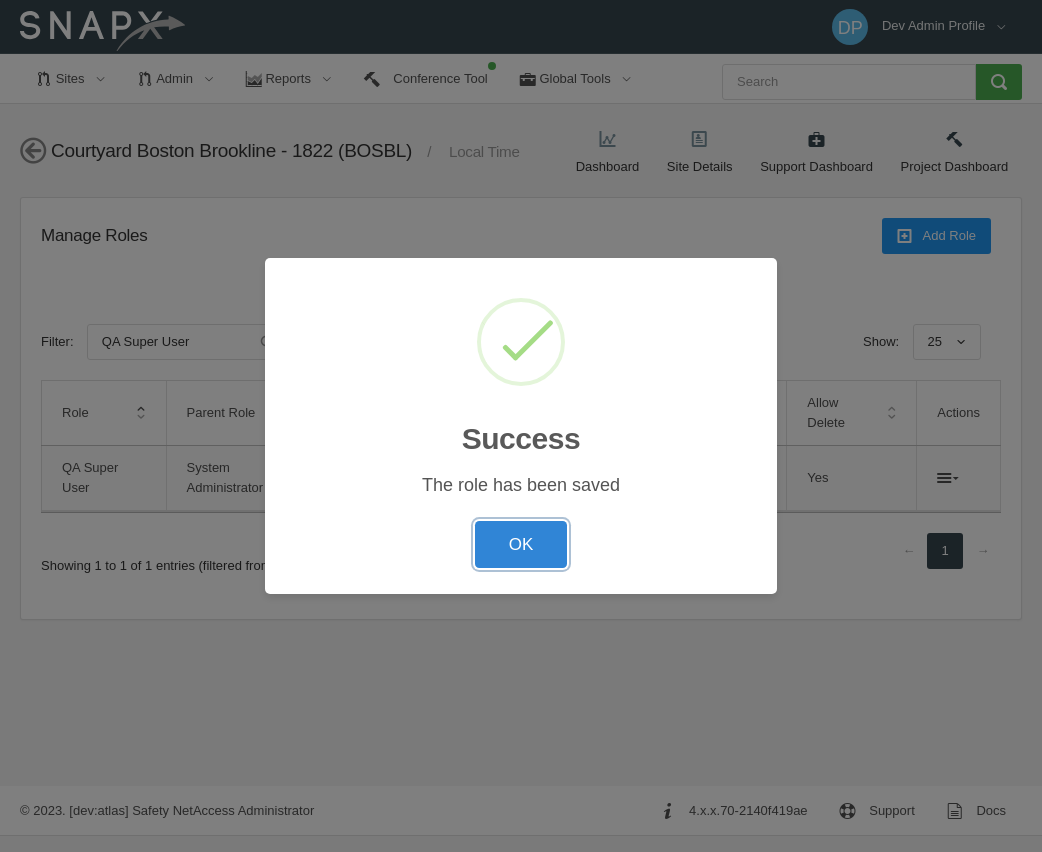 SNAPX
DP Dev Admin Profile
Sites Admin Reports Conference Tool Global Tools Search
Courtyard Boston Brookline - 1822 (BOSBL) / Local Time
Dashboard Site Details Support Dashboard Project Dashboard
Manage Roles
Add Role
Filter: QA Super User
Show: 25
Role Parent Role Allow Delete Actions
QA Super User System Administrator Yes
Success
The role has been saved
OK
← 1 →
Showing 1 to 1 of 1 entries (filtered
© 2023. [dev:atlas] Safety NetAccess Administrator
4.x.x.70-2140f419ae Support Docs